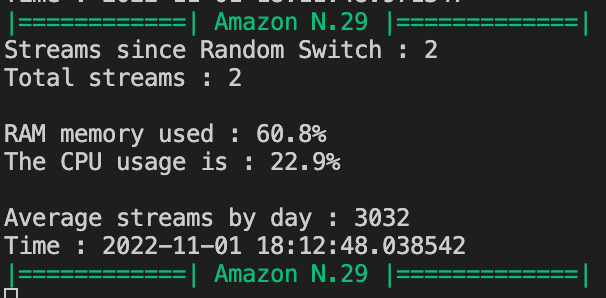 |============| Amazon N.29 |=============|
Streams since Random Switch : 2
Total streams : 2
RAM memory used : 60.8%
The CPU usage is : 22.9%
Average streams by day : 3032
Time : 2022-11-01 18:12:48.038542
|============| Amazon N.29 |=============|